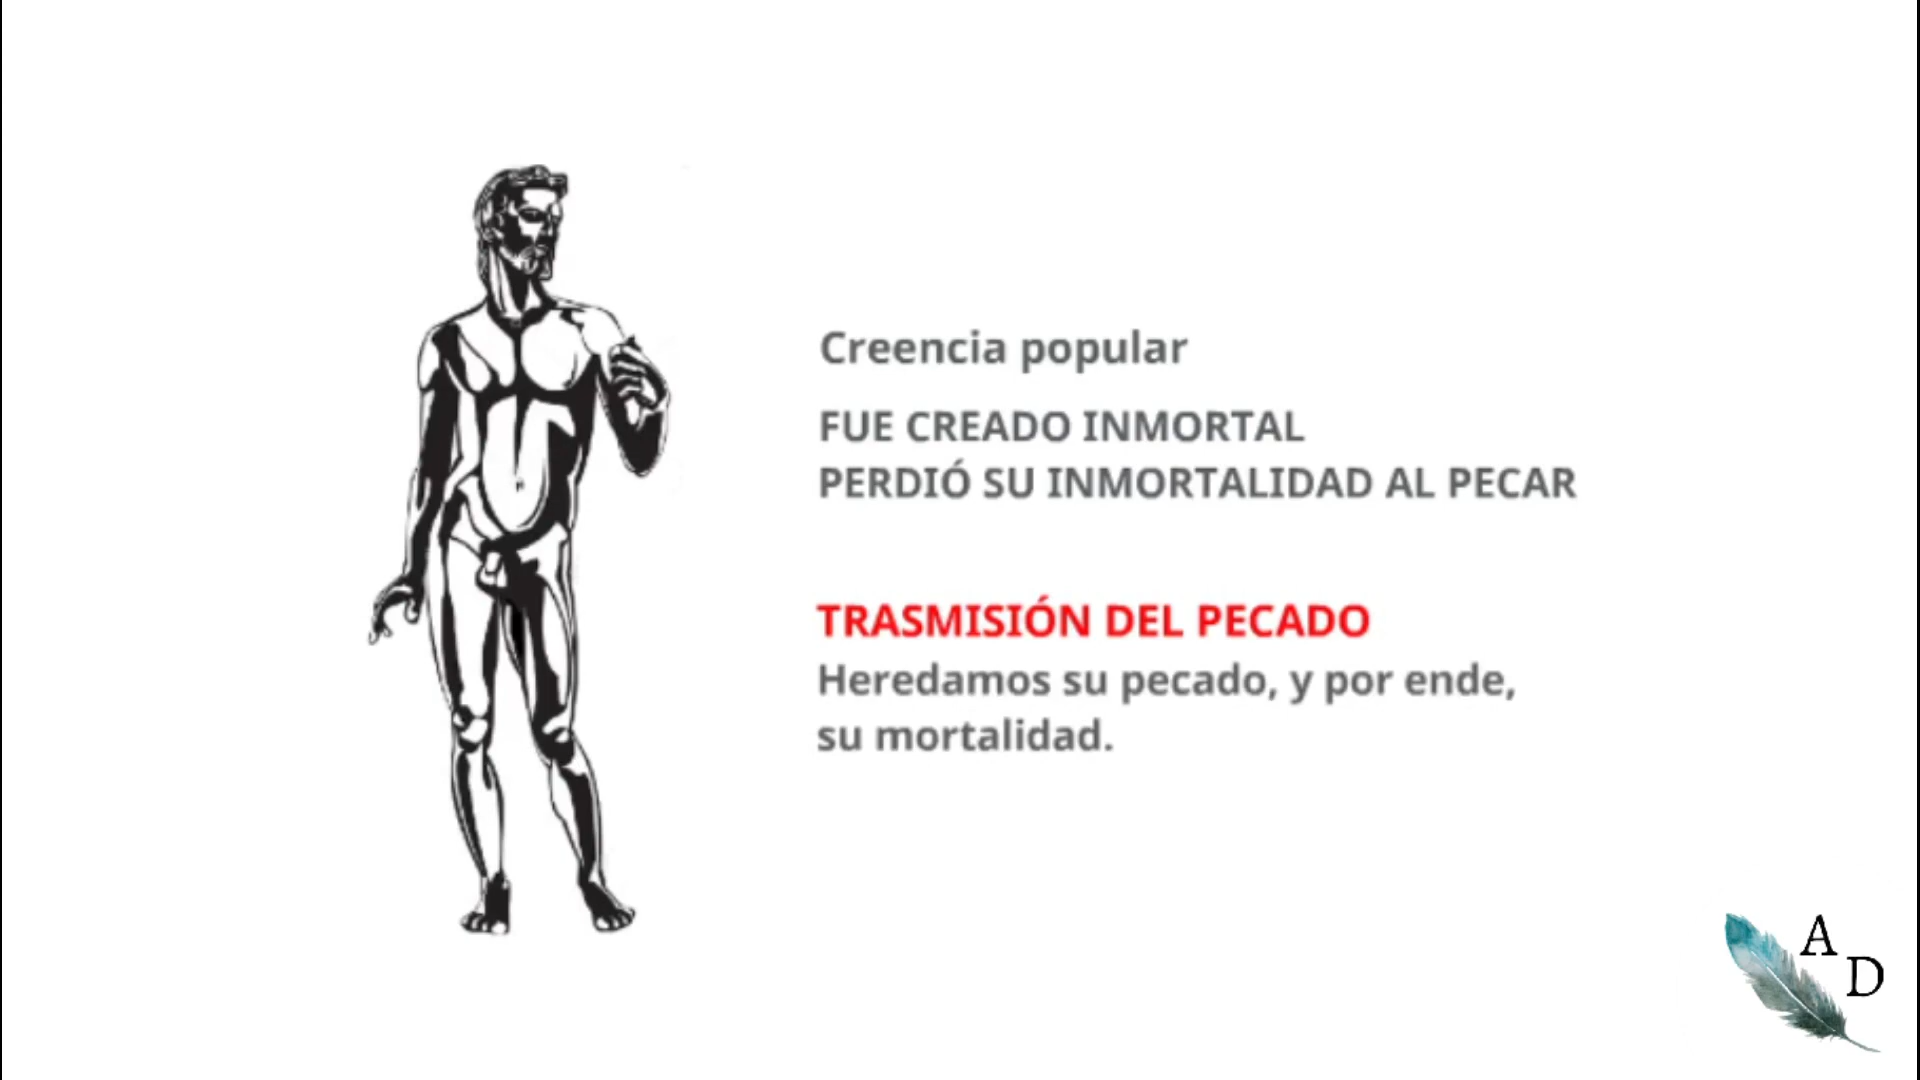 Creencia popular
FUE CREADO INMORTAL
PERDIÓ SU INMORTALIDAD AL PECAR
TRASMISIÓN DEL PECADO
Heredamos su pecado, y por ende,
su mortalidad.
A
D